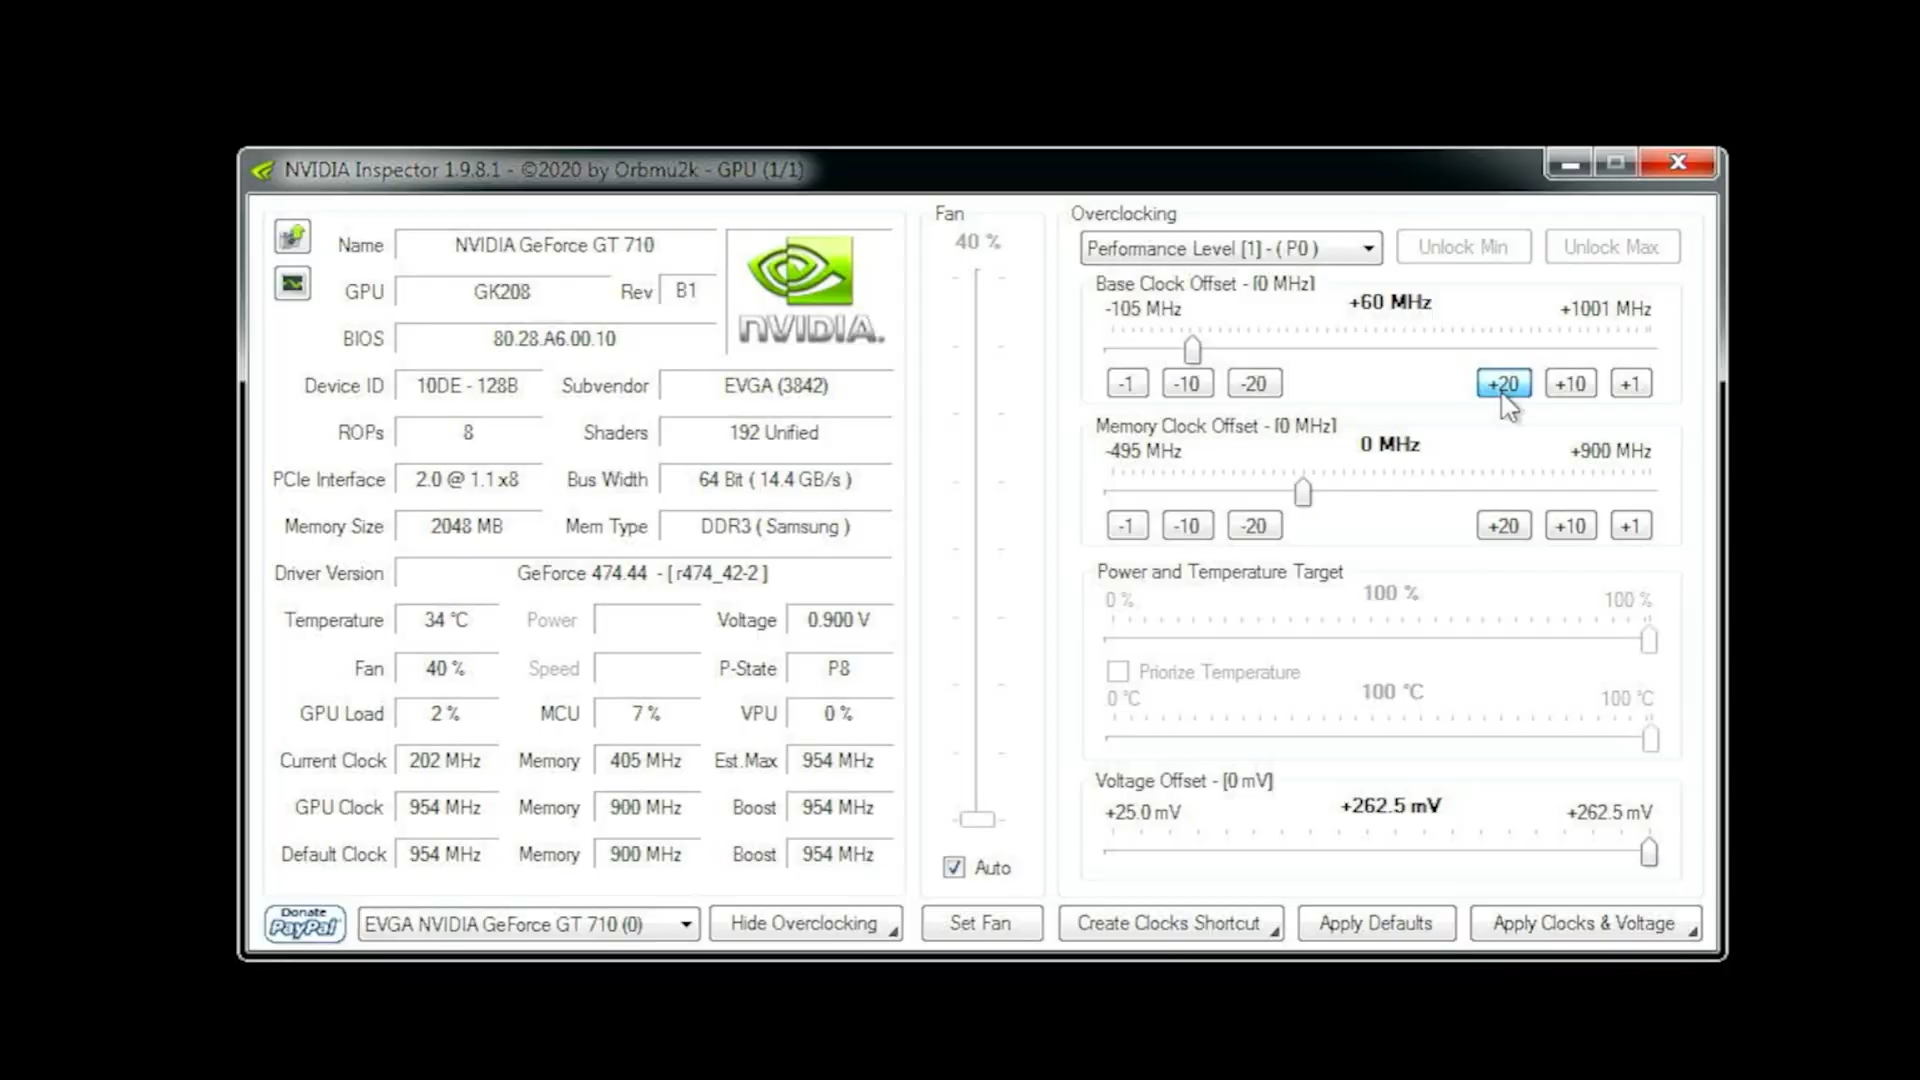 NVIDIA Inspector 1.9.8.1 - ©2020 by Orbmu2k - GPU (1/1)
Name NVIDIA GeForce GT 710
GPU GK208 Rev B1
BIOS 80.28.A6.00.10
NVIDIA.
Device ID 10DE - 128B Subvendor EVGA (3842)
ROPs 8 Shaders 192 Unified
PCIe Interface 2.0 @ 1.1 x8 Bus Width 64 Bit ( 14.4 GB/s )
Memory Size 2048 MB Mem Type DDR3 ( Samsung )
Driver Version GeForce 474.44 - [ r474_42-2 ]
Temperature 34 °C Power Voltage 0.900 V
Fan 40 % Speed P-State P8
GPU Load 2 % MCU 7 % VPU 0 %
Current Clock 202 MHz Memory 405 MHz Est.Max 954 MHz
GPU Clock 954 MHz Memory 900 MHz Boost 954 MHz
Default Clock 954 MHz Memory 900 MHz Boost 954 MHz
Fan
40 %
Auto
Overclocking
Performance Level [1] - ( P0 ) Unlock Min Unlock Max
Base Clock Offset - [0 MHz]
-105 MHz +60 MHz +1001 MHz
-1 -10 -20 +20 +10 +1
Memory Clock Offset - [0 MHz]
-495 MHz 0 MHz +900 MHz
-1 -10 -20 +20 +10 +1
Power and Temperature Target
0 % 100 % 100 %
Priorize Temperature
0 °C 100 °C 100 °C
Voltage Offset - [0 mV]
+25.0 mV +262.5 mV +262.5 mV
Donate
PayPal
EVGA NVIDIA GeForce GT 710 (0) Hide Overclocking Set Fan Create Clocks Shortcut Apply Defaults Apply Clocks & Voltage